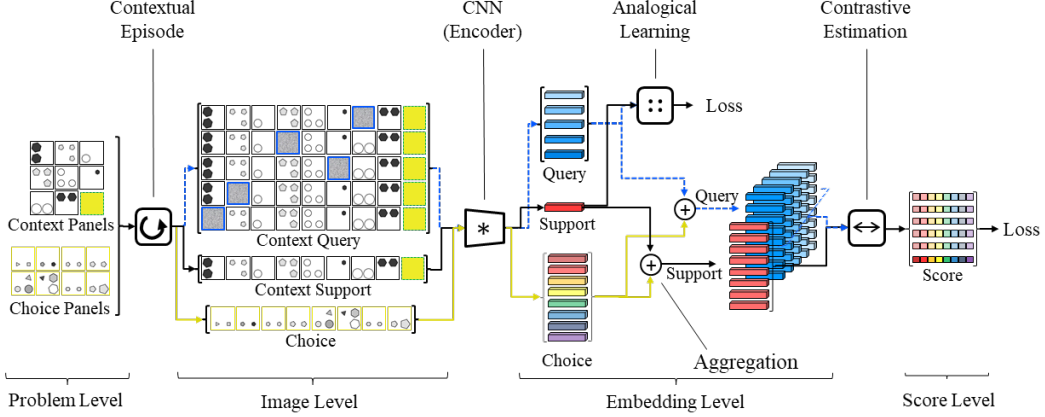 Contextual
Episode
CNN
(Encoder)
Analogical
Learning
Contrastive
Estimation
Loss
Query
Context Panels
Context Query
Support
Query
Support
Loss
Score
Context Support
Choice Panels
Choice
Choice
Aggregation
Problem Level
Image Level
Embedding Level
Score Level